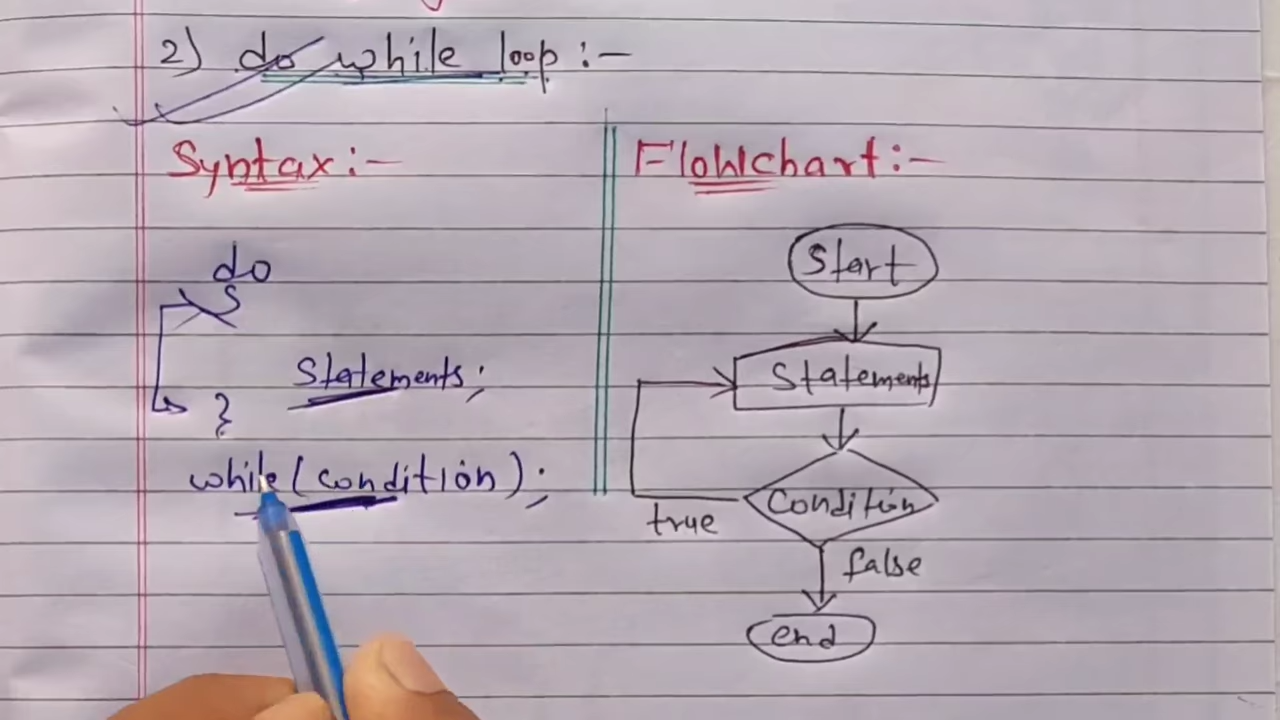 2) do while loop :-
Syntax :-
do
{
Statements;
}
while (condition);
Flowchart :-
Start
Statements
Condition
true
false
end